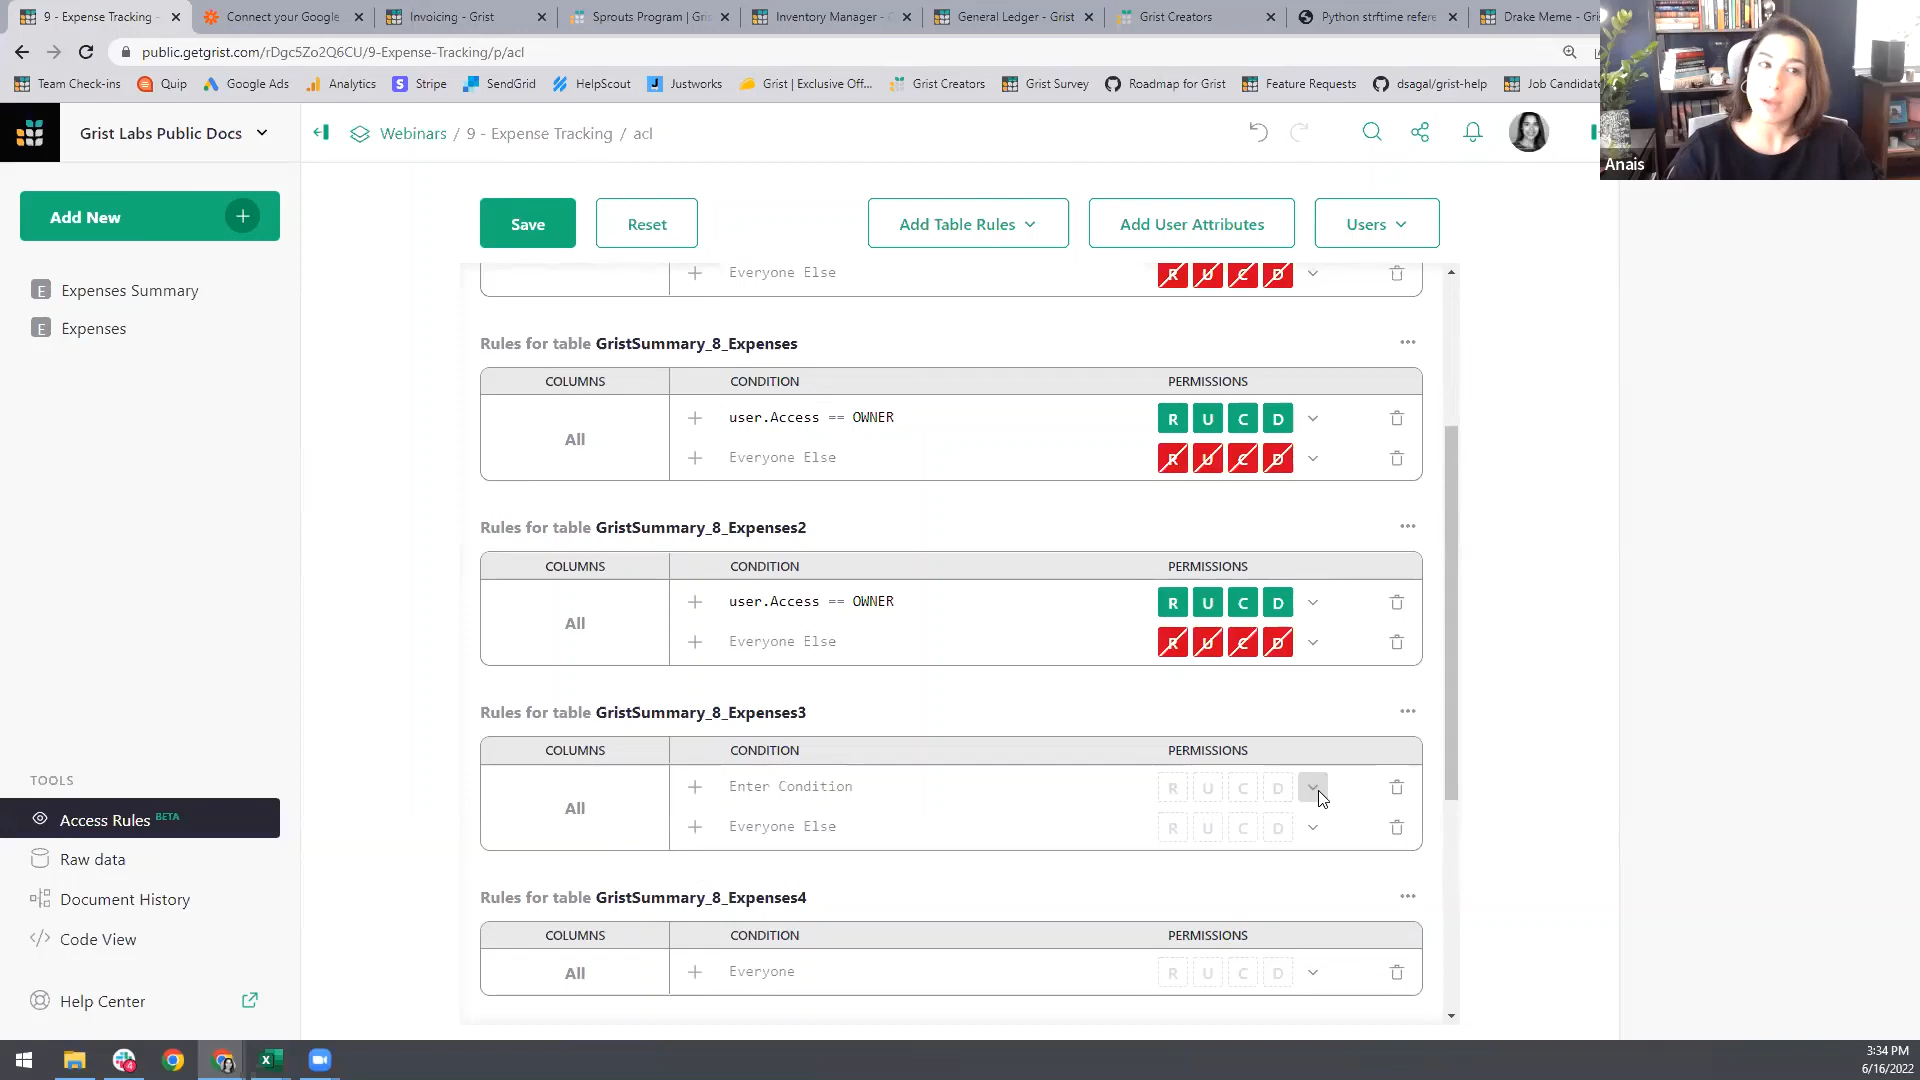 9 - Expense Tracking -
Connect your Google
Invoicing - Grist
Sprouts Program | Gris
Inventory Manager -
General Ledger - Grist
Grist Creators
Python strftime refere
Drake Meme - Gri
public.getgrist.com/rDgc5Zo2Q6CU/9-Expense-Tracking/p/acl
Team Check-ins
Quip
Google Ads
Analytics
Stripe
SendGrid
HelpScout
Justworks
Grist | Exclusive Off...
Grist Creators
Grist Survey
Roadmap for Grist
Feature Requests
dsagal/grist-help
Job Candidate
Anais
Grist Labs Public Docs
Webinars / 9 - Expense Tracking / acl
Add New +
Expenses Summary
Expenses
Save
Reset
Add Table Rules
Add User Attributes
Users
Everyone Else R U C D
Rules for table GristSummary_8_Expenses
COLUMNS CONDITION PERMISSIONS
All
user.Access == OWNER R U C D
Everyone Else R U C D
Rules for table GristSummary_8_Expenses2
COLUMNS CONDITION PERMISSIONS
All
user.Access == OWNER R U C D
Everyone Else R U C D
Rules for table GristSummary_8_Expenses3
COLUMNS CONDITION PERMISSIONS
All
Enter Condition R U C D
Everyone Else R U C D
Rules for table GristSummary_8_Expenses4
COLUMNS CONDITION PERMISSIONS
All Everyone R U C D
TOOLS
Access Rules BETA
Raw data
Document History
Code View
Help Center
3:34 PM
6/16/2022